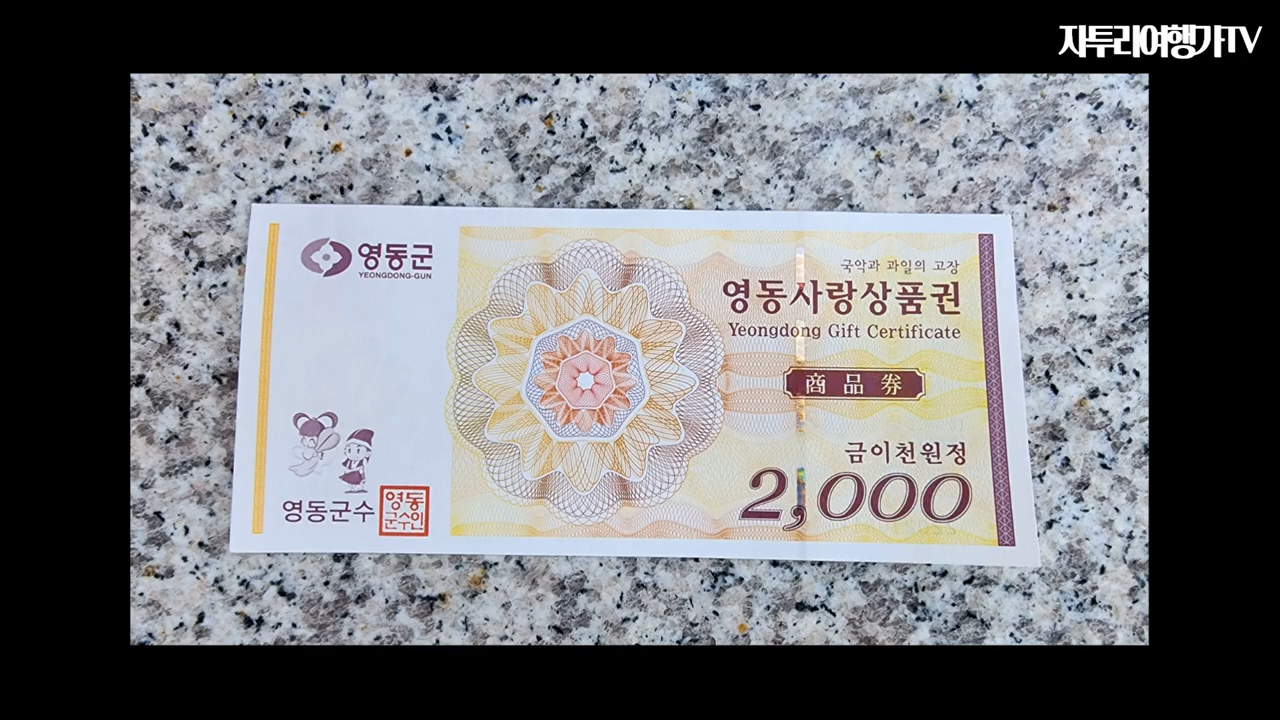 자투리여행가TV
영동군
YEONGDONG-GUN
국악과 과일의 고장
영동사랑상품권
Yeongdong Gift Certificate
商品券
금이천원정
2,000
영동군수
영동
군수인